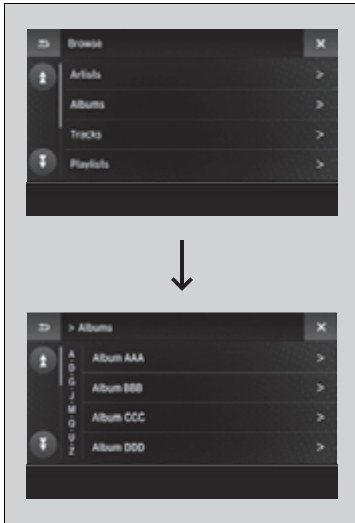 Browse
Artists
Albums
Tracks
Playlists
> Albums
A
D
G
J
M
Q
U
Z
Album AAA
Album BBB
Album CCC
Album DDD